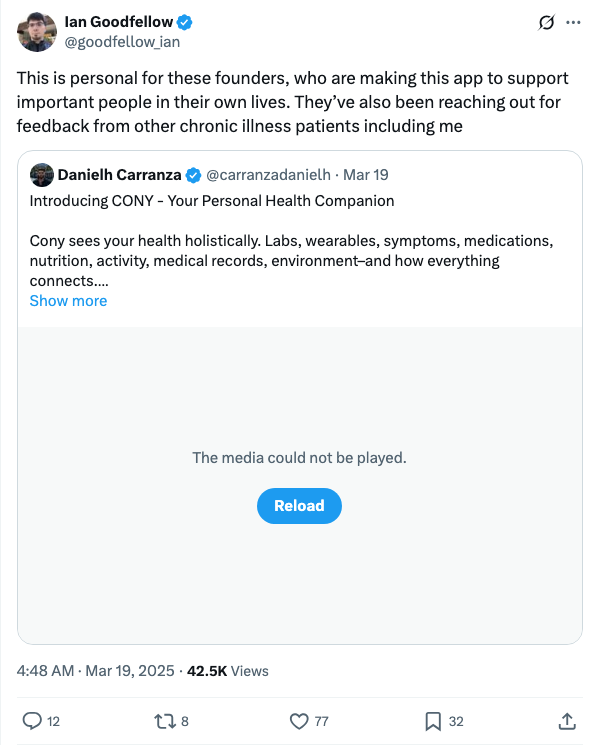 Ian Goodfellow
@goodfellow_ian
This is personal for these founders, who are making this app to support
important people in their own lives. They’ve also been reaching out for
feedback from other chronic illness patients including me
Danielh Carranza @carranzadanielh · Mar 19
Introducing CONY - Your Personal Health Companion
Cony sees your health holistically. Labs, wearables, symptoms, medications,
nutrition, activity, medical records, environment–and how everything
connects....
Show more
The media could not be played.
Reload
4:48 AM · Mar 19, 2025 · 42.5K Views
12 8 77 32